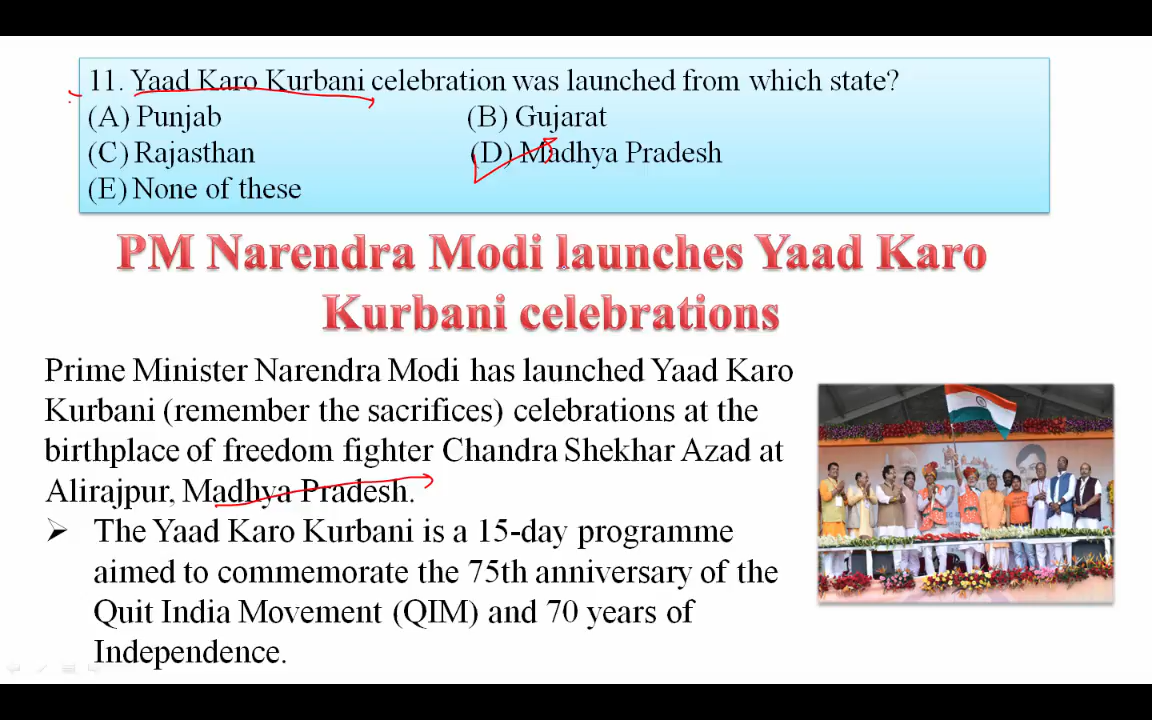 11. Yaad Karo Kurbani celebration was launched from which state?
(A) Punjab (B) Gujarat
(C) Rajasthan (D) Madhya Pradesh
(E) None of these
PM Narendra Modi launches Yaad Karo
Kurbani celebrations
Prime Minister Narendra Modi has launched Yaad Karo
Kurbani (remember the sacrifices) celebrations at the
birthplace of freedom fighter Chandra Shekhar Azad at
Alirajpur, Madhya Pradesh.
➢ The Yaad Karo Kurbani is a 15-day programme
aimed to commemorate the 75th anniversary of the
Quit India Movement (QIM) and 70 years of
Independence.